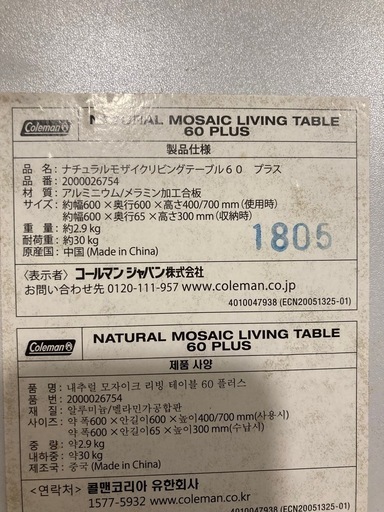 Coleman
NATURAL MOSAIC LIVING TABLE
60 PLUS
製品仕様
品 名：ナチュラルモザイクリビングテーブル６０ プラス
品 番：2000026754
材 質：アルミニウム/メラミン加工合板
サイズ：約幅600×奥行600×高さ400/700 mm（使用時）
約幅600×奥行65×高さ300 mm（収納時）
重 量：約2.9 kg
耐荷重：約30 kg
原産国：中国 (Made in China)
1805
〈表示者〉コールマン ジャパン株式会社
お問い合わせ先 0120-111-957 www.coleman.co.jp
4010047938 (ECN20051325-01)
Coleman
NATURAL MOSAIC LIVING TABLE
60 PLUS
제품 사양
품 명：내추럴 모자이크 리빙 테이블 60 플러스
품 번：2000026754
재 질：알루미늄/멜라민가공합판
사이즈：약 폭600 × 안길이600 × 높이400/700 mm(사용시)
약 폭600 × 안길이65 × 높이300 mm(수납시)
중 량：약2.9 kg
내하중：약30 kg
제조국：중국 (Made in China)
<연락처> 콜맨코리아 유한회사
1577-5932 www.coleman.co.kr
4010047938 (ECN20051325-01)